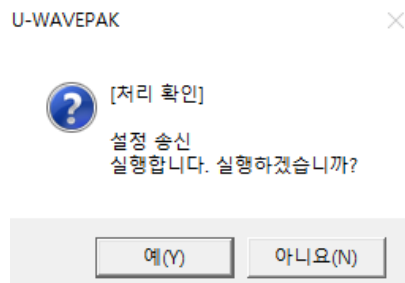 U-WAVEPAK
[처리 확인]
설정 송신
실행합니다. 실행하겠습니까?
예(Y)
아니요(N)